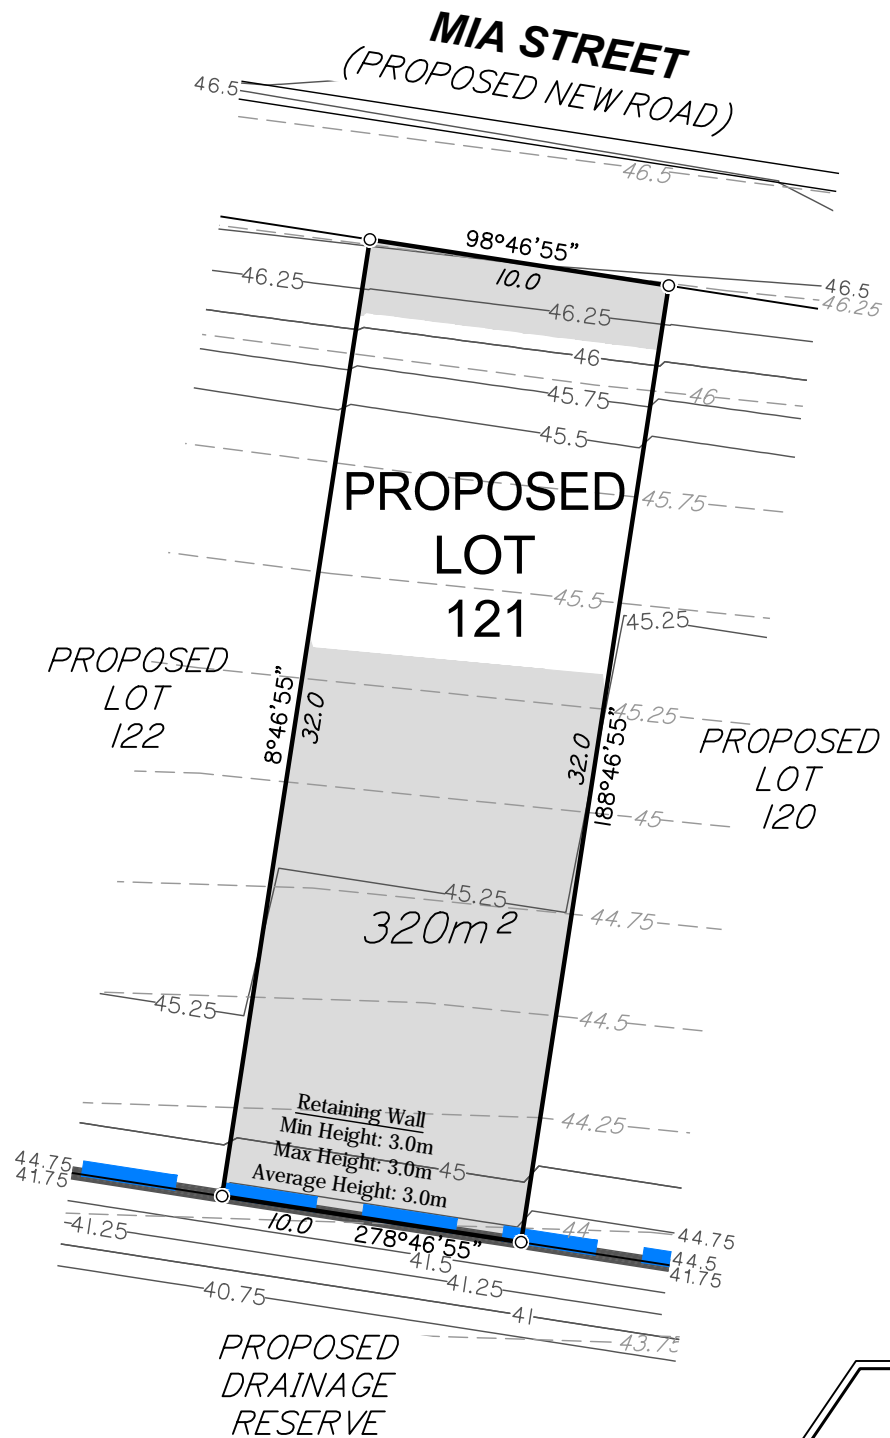 MIA STREET
(PROPOSED NEW ROAD)
46.5
46.5
98°46'55"
10.0
46.5
46.25
46.25
46.25
46
46
45.75
45.5
PROPOSED
LOT
121
45.75
45.5
45.25
PROPOSED
LOT
122
8°46'55"
32.0
45.25
32.0
188°46'55"
PROPOSED
LOT
120
45
45.25
320m²
44.75
45.25
44.5
Retaining Wall
Min Height: 3.0m
Max Height: 3.0m
Average Height: 3.0m
44.25
45
44.75
41.75
10.0
278°46'55"
44
44.75
44.5
41.75
41.25
41.5
41.25
40.75
41
43.75
PROPOSED
DRAINAGE
RESERVE